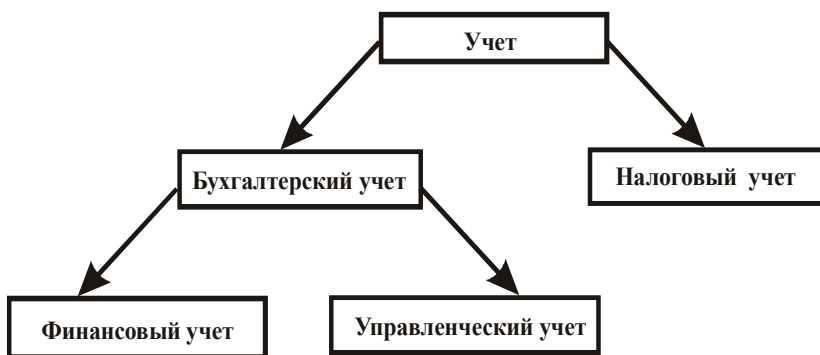 Учет
Бухгалтерский учет
Налоговый учет
Финансовый учет
Управленческий учет